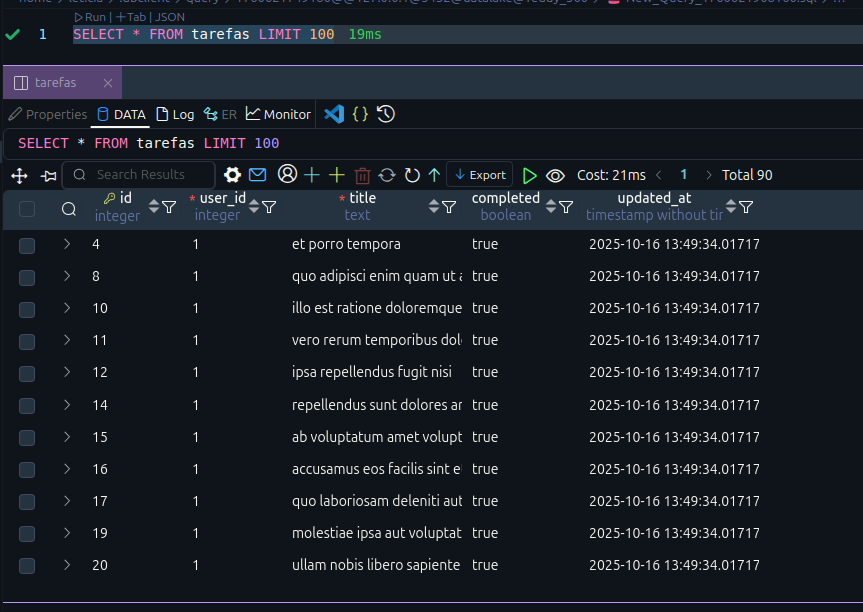 Run | +Tab | JSON
1 SELECT * FROM tarefas LIMIT 100 19ms
tarefas
Properties DATA Log ER Monitor { }
SELECT * FROM tarefas LIMIT 100
Search Results Export Cost: 21ms 1 Total 90
id * user_id * title completed updated_at
integer integer text boolean timestamp without tir
4 1 et porro tempora true 2025-10-16 13:49:34.01717
8 1 quo adipisci enim quam ut a true 2025-10-16 13:49:34.01717
10 1 illo est ratione doloremque true 2025-10-16 13:49:34.01717
11 1 vero rerum temporibus dol true 2025-10-16 13:49:34.01717
12 1 ipsa repellendus fugit nisi true 2025-10-16 13:49:34.01717
14 1 repellendus sunt dolores ar true 2025-10-16 13:49:34.01717
15 1 ab voluptatum amet volupt true 2025-10-16 13:49:34.01717
16 1 accusamus eos facilis sint e true 2025-10-16 13:49:34.01717
17 1 quo laboriosam deleniti aut true 2025-10-16 13:49:34.01717
19 1 molestiae ipsa aut voluptat true 2025-10-16 13:49:34.01717
20 1 ullam nobis libero sapiente true 2025-10-16 13:49:34.01717